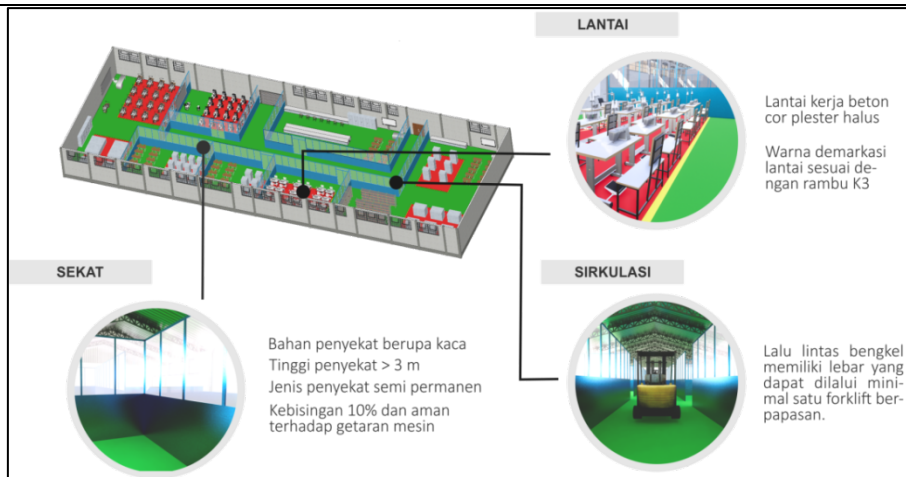 LANTAI
Lantai kerja beton
cor plester halus
Warna demarkasi
lantai sesuai de-
ngan rambu K3
SEKAT
Bahan penyekat berupa kaca
Tinggi penyekat > 3 m
Jenis penyekat semi permanen
Kebisingan 10% dan aman
terhadap getaran mesin
SIRKULASI
Lalu lintas bengkel
memiliki lebar yang
dapat dilalui mini-
mal satu forklift ber-
papasan.